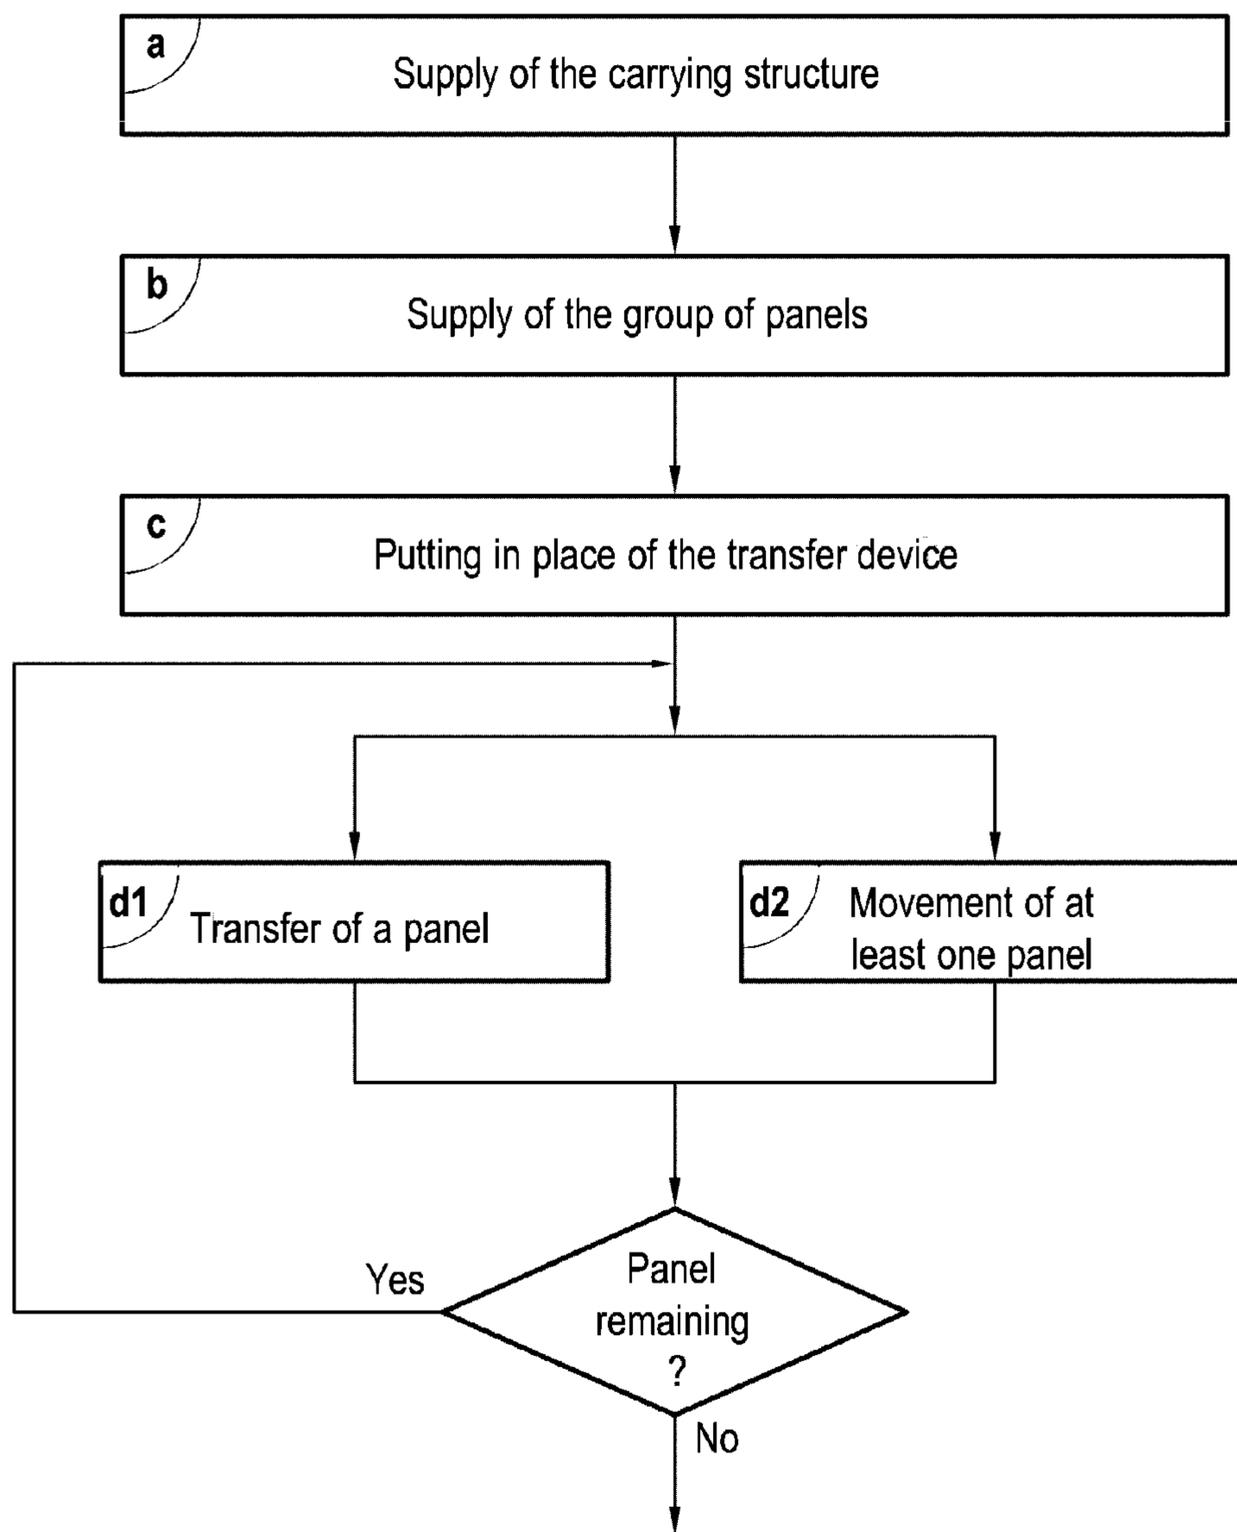 a
Supply of the carrying structure
b
Supply of the group of panels
c
Putting in place of the transfer device
d1
Transfer of a panel
d2
Movement of at
least one panel
Panel
remaining
?
Yes
No